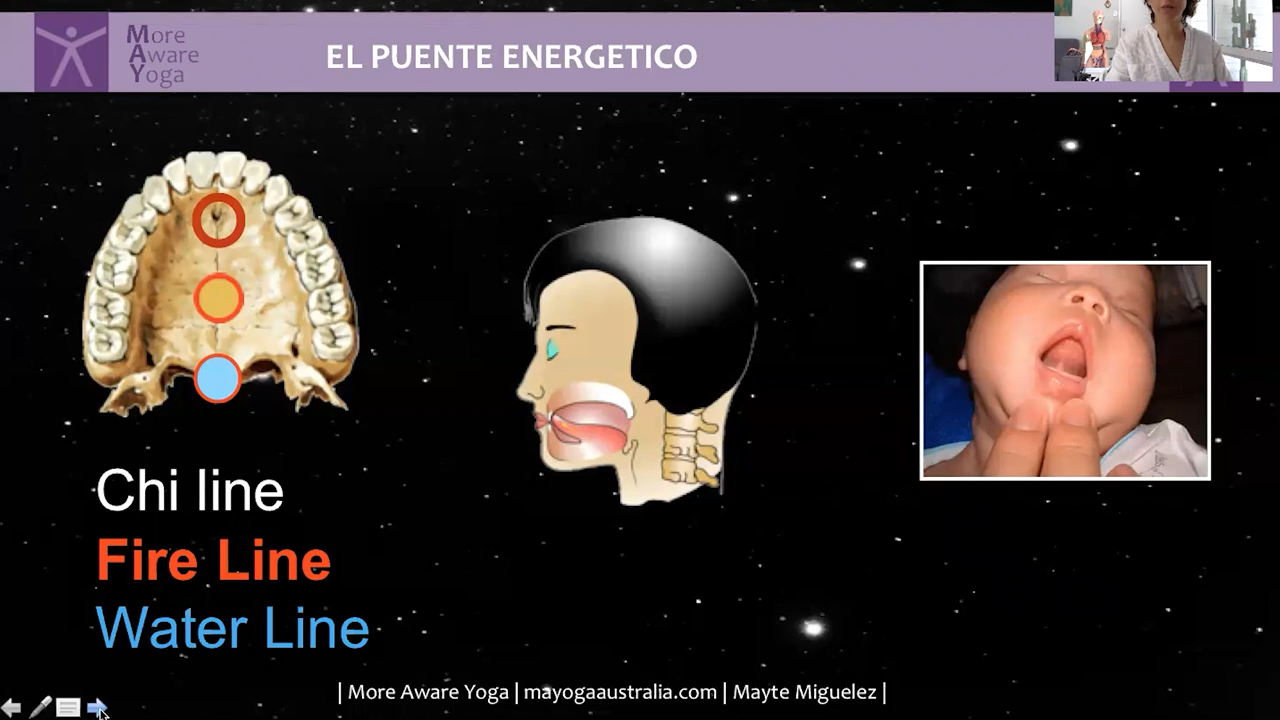 More
Aware
Yoga
EL PUENTE ENERGETICO
Chi line
Fire Line
Water Line
| More Aware Yoga | mayogaaustralia.com | Mayte Miguelez |